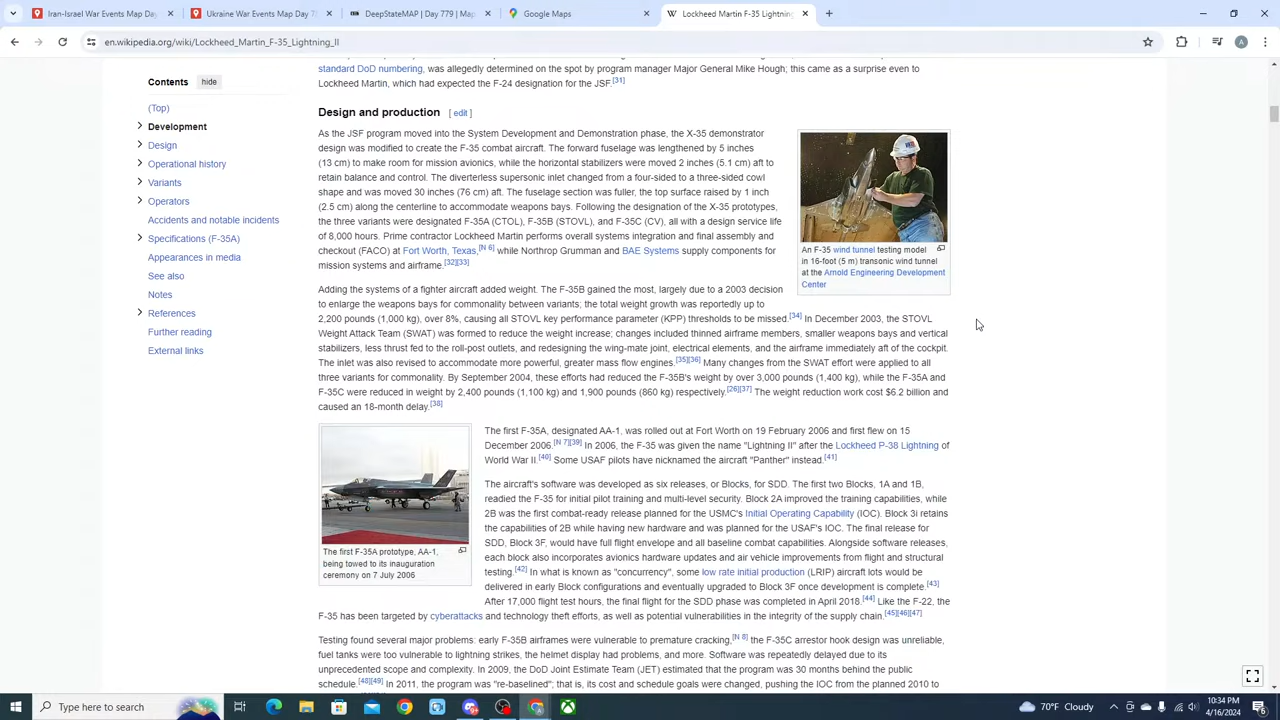 Iran-Israel War Events Map Day
Ukraine War Events Map Day 7
DeepStateMAP | Day 779 | Map
Google Maps
Lockheed Martin F-35 Lightning
en.wikipedia.org/wiki/Lockheed_Martin_F-35_Lightning_II
A
Contents
hide
(Top)
Development
Design
Operational history
Variants
Operators
Accidents and notable incidents
Specifications (F-35A)
Appearances in media
See also
Notes
References
Further reading
External links
standard DoD numbering, was allegedly determined on the spot by program manager Major General Mike Hough; this came as a surprise even to
Lockheed Martin, which had expected the F-24 designation for the JSF.[31]
Design and production [ edit ]
As the JSF program moved into the System Development and Demonstration phase, the X-35 demonstrator
design was modified to create the F-35 combat aircraft. The forward fuselage was lengthened by 5 inches
(13 cm) to make room for mission avionics, while the horizontal stabilizers were moved 2 inches (5.1 cm) aft to
retain balance and control. The diverterless supersonic inlet changed from a four-sided to a three-sided cowl
shape and was moved 30 inches (76 cm) aft. The fuselage section was fuller, the top surface raised by 1 inch
(2.5 cm) along the centerline to accommodate weapons bays. Following the designation of the X-35 prototypes,
the three variants were designated F-35A (CTOL), F-35B (STOVL), and F-35C (CV), all with a design service life
of 8,000 hours. Prime contractor Lockheed Martin performs overall systems integration and final assembly and
checkout (FACO) at Fort Worth, Texas,[N 6] while Northrop Grumman and BAE Systems supply components for
mission systems and airframe.[32][33]
An F-35 wind tunnel testing model
in 16-foot (5 m) transonic wind tunnel
at the Arnold Engineering Development
Center
Adding the systems of a fighter aircraft added weight. The F-35B gained the most, largely due to a 2003 decision
to enlarge the weapons bays for commonality between variants; the total weight growth was reportedly up to
2,200 pounds (1,000 kg), over 8%, causing all STOVL key performance parameter (KPP) thresholds to be missed.[34] In December 2003, the STOVL
Weight Attack Team (SWAT) was formed to reduce the weight increase; changes included thinned airframe members, smaller weapons bays and vertical
stabilizers, less thrust fed to the roll-post outlets, and redesigning the wing-mate joint, electrical elements, and the airframe immediately aft of the cockpit.
The inlet was also revised to accommodate more powerful, greater mass flow engines.[35][36] Many changes from the SWAT effort were applied to all
three variants for commonality. By September 2004, these efforts had reduced the F-35B's weight by over 3,000 pounds (1,400 kg), while the F-35A and
F-35C were reduced in weight by 2,400 pounds (1,100 kg) and 1,900 pounds (860 kg) respectively.[26][37] The weight reduction work cost $6.2 billion and
caused an 18-month delay.[38]
The first F-35A prototype, AA-1,
being towed to its inauguration
ceremony on 7 July 2006
The first F-35A, designated AA-1, was rolled out at Fort Worth on 19 February 2006 and first flew on 15
December 2006.[N 7][39] In 2006, the F-35 was given the name "Lightning II" after the Lockheed P-38 Lightning of
World War II.[40] Some USAF pilots have nicknamed the aircraft "Panther" instead.[41]
The aircraft's software was developed as six releases, or Blocks, for SDD. The first two Blocks, 1A and 1B,
readied the F-35 for initial pilot training and multi-level security. Block 2A improved the training capabilities, while
2B was the first combat-ready release planned for the USMC's Initial Operating Capability (IOC). Block 3i retains
the capabilities of 2B while having new hardware and was planned for the USAF's IOC. The final release for
SDD, Block 3F, would have full flight envelope and all baseline combat capabilities. Alongside software releases,
each block also incorporates avionics hardware updates and air vehicle improvements from flight and structural
testing.[42] In what is known as "concurrency", some low rate initial production (LRIP) aircraft lots would be
delivered in early Block configurations and eventually upgraded to Block 3F once development is complete.[43]
After 17,000 flight test hours, the final flight for the SDD phase was completed in April 2018.[44] Like the F-22, the
F-35 has been targeted by cyberattacks and technology theft efforts, as well as potential vulnerabilities in the integrity of the supply chain.[45][46][47]
Testing found several major problems: early F-35B airframes were vulnerable to premature cracking,[N 8] the F-35C arrestor hook design was unreliable,
fuel tanks were too vulnerable to lightning strikes, the helmet display had problems, and more. Software was repeatedly delayed due to its
unprecedented scope and complexity. In 2009, the DoD Joint Estimate Team (JET) estimated that the program was 30 months behind the public
schedule.[48][49] In 2011, the program was "re-baselined"; that is, its cost and schedule goals were changed, pushing the IOC from the planned 2010 to
Type here to search
70°F Cloudy
10:34 PM
4/16/2024